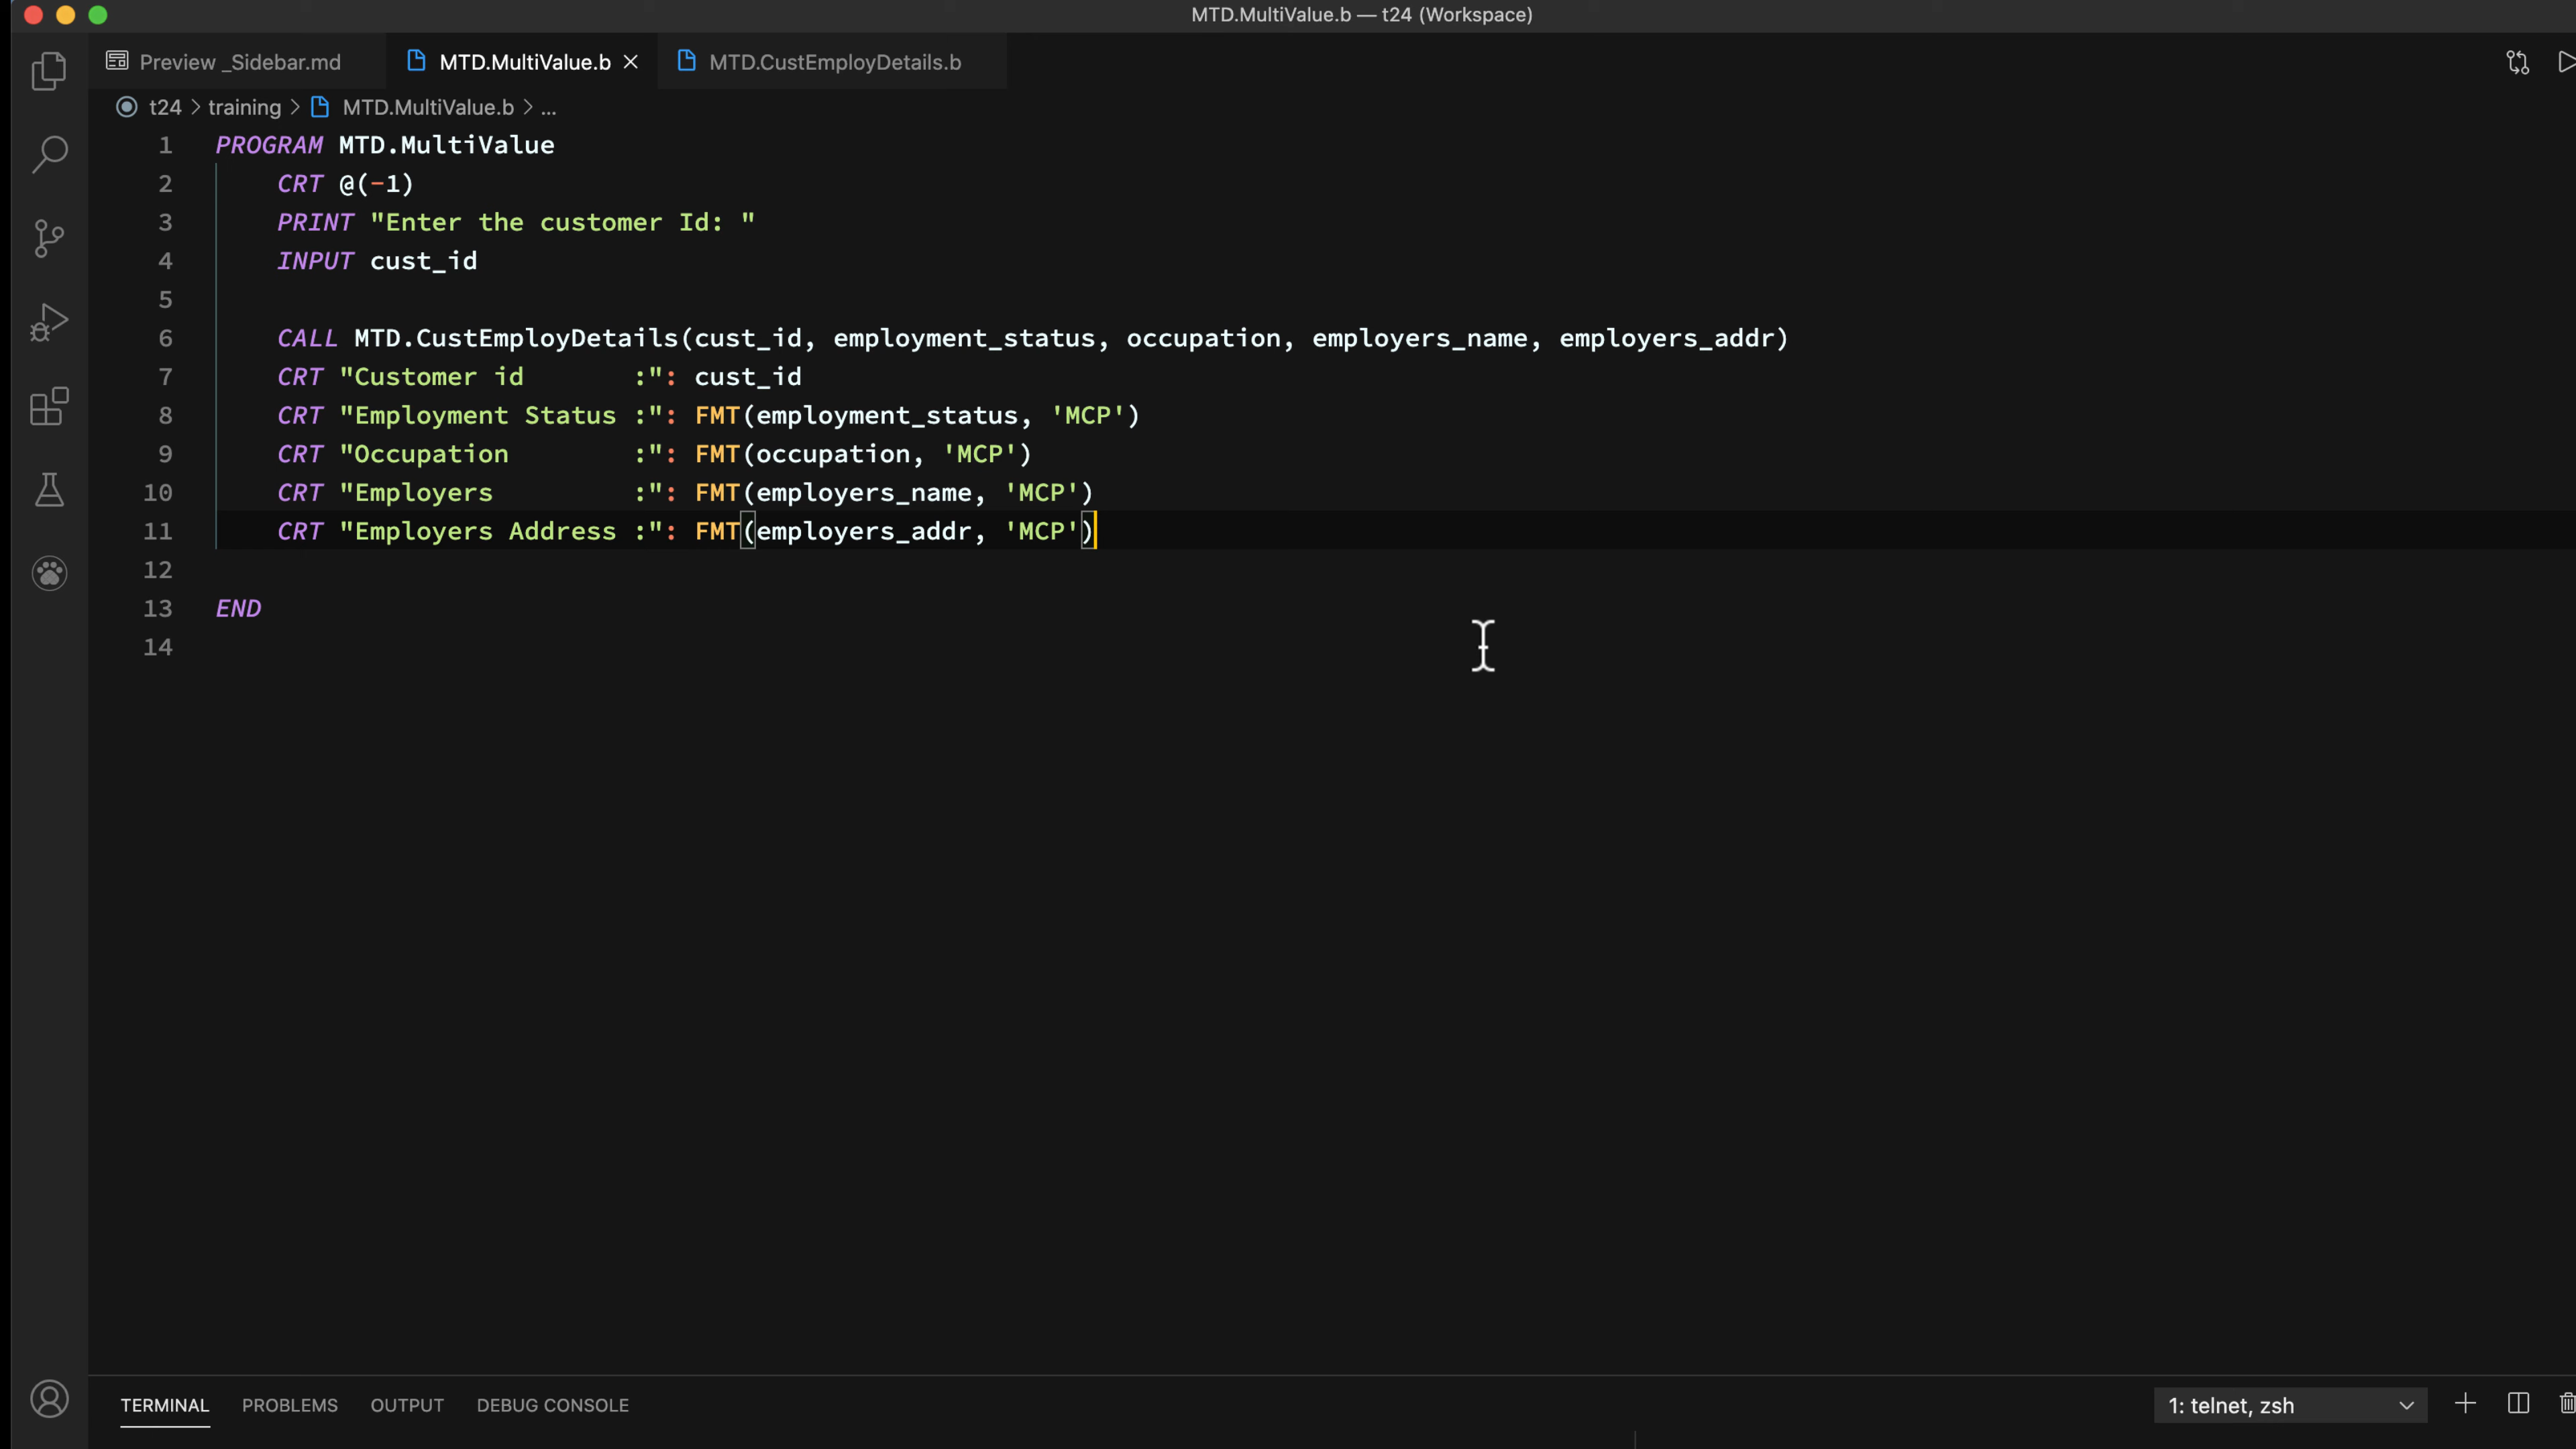 MTD.MultiValue.b — t24 (Workspace)
Preview _Sidebar.md
MTD.MultiValue.b
MTD.CustEmployDetails.b
t24 > training > MTD.MultiValue.b > ...
1 PROGRAM MTD.MultiValue
2 CRT @(-1)
3 PRINT "Enter the customer Id: "
4 INPUT cust_id
5
6 CALL MTD.CustEmployDetails(cust_id, employment_status, occupation, employers_name, employers_addr)
7 CRT "Customer id       :": cust_id
8 CRT "Employment Status :": FMT(employment_status, 'MCP')
9 CRT "Occupation        :": FMT(occupation, 'MCP')
10 CRT "Employers         :": FMT(employers_name, 'MCP')
11 CRT "Employers Address :": FMT(employers_addr, 'MCP')
12
13 END
14
TERMINAL PROBLEMS OUTPUT DEBUG CONSOLE
1: telnet, zsh